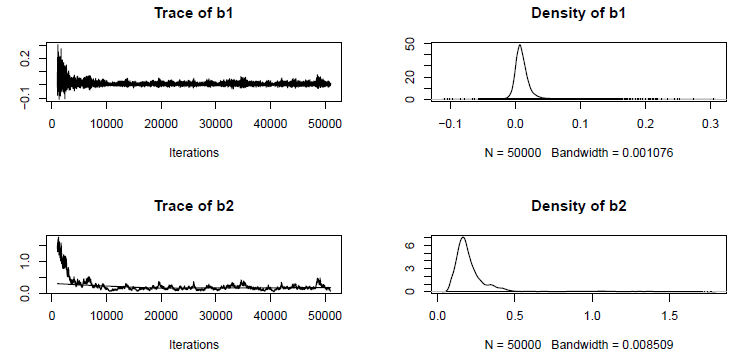 Trace of b1
Density of b1
0.2
−0.1
0 10000 20000 30000 40000 50000
Iterations
50
20
0
−0.1 0.0 0.1 0.2 0.3
N = 50000 Bandwidth = 0.001076
Trace of b2
Density of b2
1.0
0.0
0 10000 20000 30000 40000 50000
Iterations
6
3
0
0.0 0.5 1.0 1.5
N = 50000 Bandwidth = 0.008509